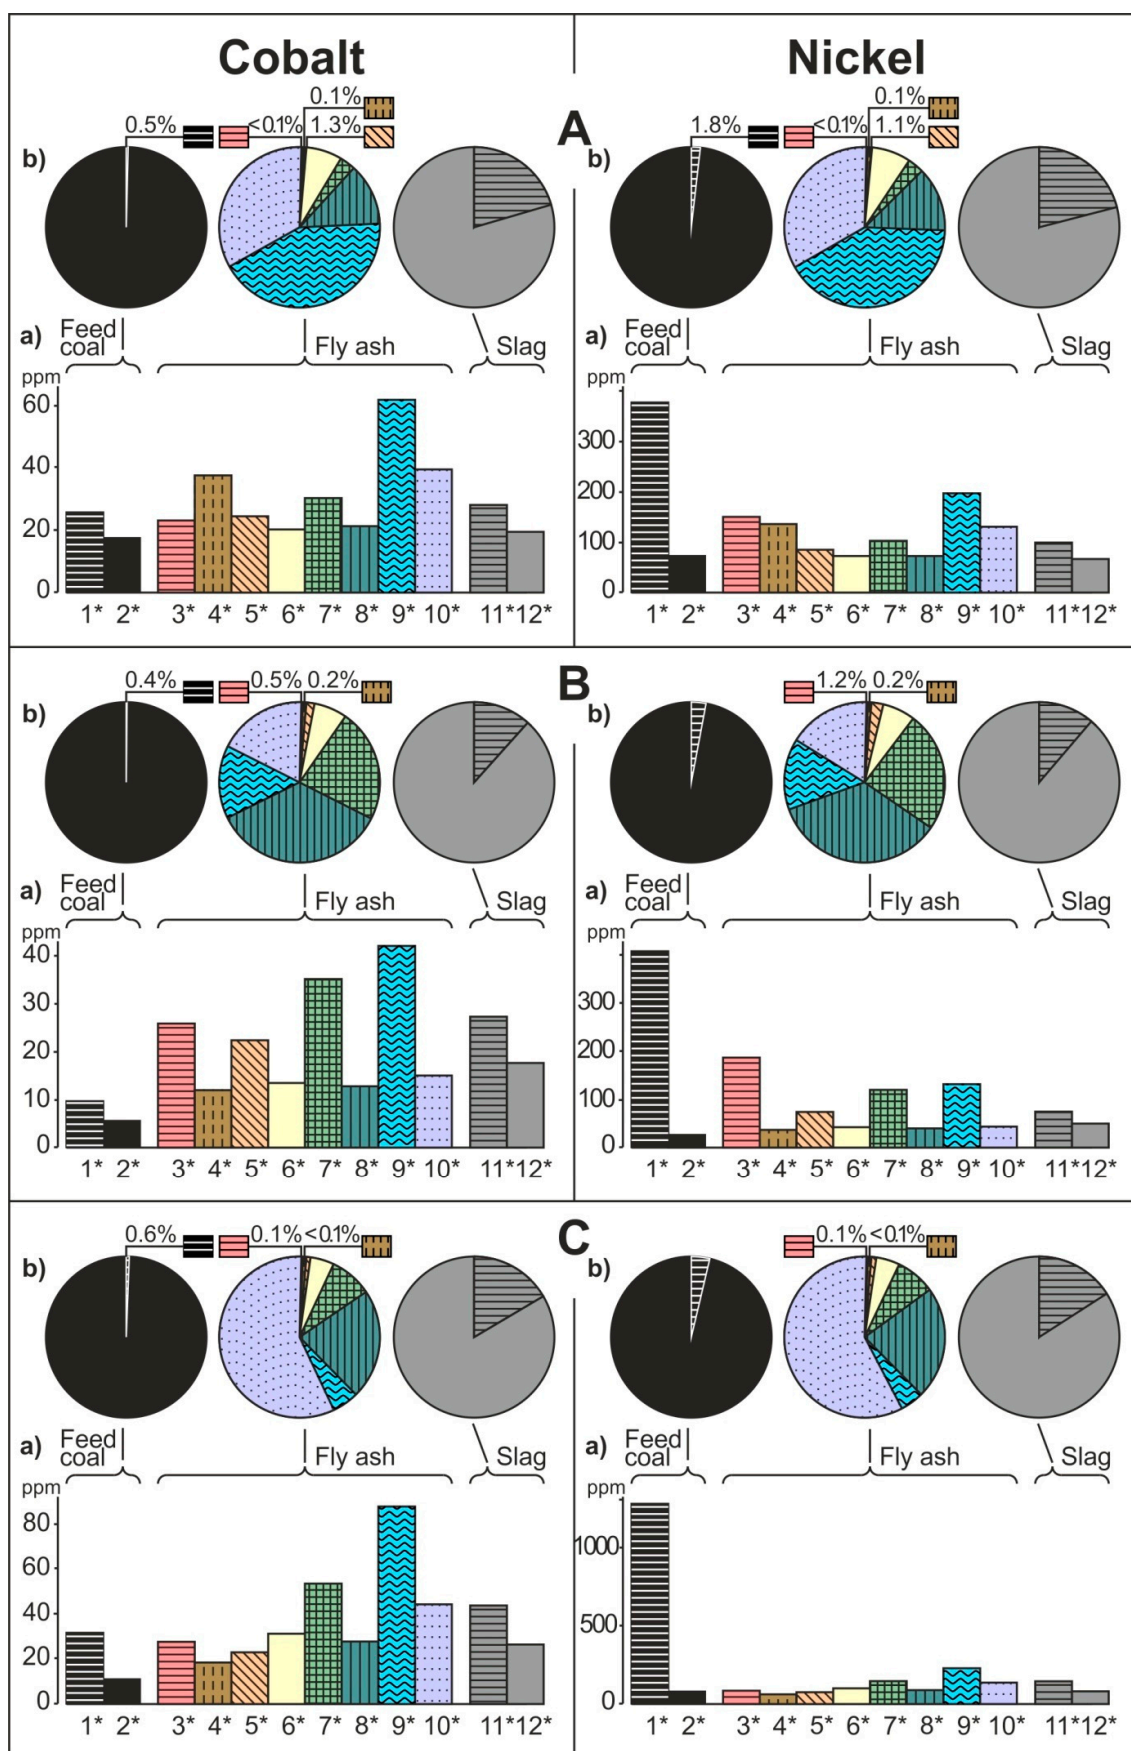 Cobalt
Nickel
A
0.1%
0.5% <0.1% 1.3%
b)
0.1%
1.8% <0.1% 1.1%
b)
a) Feed coal Fly ash Slag
a) Feed coal Fly ash Slag
ppm
60
40
20
0
1* 2* 3* 4* 5* 6* 7* 8* 9* 10* 11* 12*
ppm
300
200
100
0
1* 2* 3* 4* 5* 6* 7* 8* 9* 10* 11* 12*
B
0.4% 0.5% 0.2%
b)
1.2% 0.2%
b)
a) Feed coal Fly ash Slag
a) Feed coal Fly ash Slag
ppm
40
30
20
10
0
1* 2* 3* 4* 5* 6* 7* 8* 9* 10* 11* 12*
ppm
300
200
100
0
1* 2* 3* 4* 5* 6* 7* 8* 9* 10* 11* 12*
C
0.6% 0.1% <0.1%
b)
0.1% <0.1%
b)
a) Feed coal Fly ash Slag
a) Feed coal Fly ash Slag
ppm
80
60
40
20
0
1* 2* 3* 4* 5* 6* 7* 8* 9* 10* 11* 12*
ppm
1000
500
0
1* 2* 3* 4* 5* 6* 7* 8* 9* 10* 11* 12*